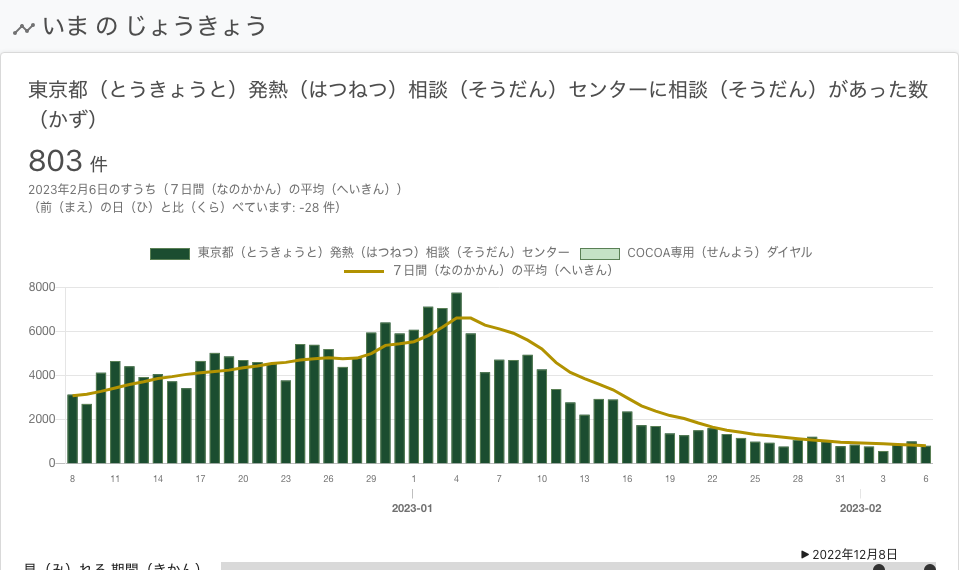 いま の じょうきょう
東京都（とうきょうと）発熱（はつねつ）相談（そうだん）センターに相談（そうだん）があった数
（かず）
803 件
2023年2月6日のすうち（７日間（なのかかん）の平均（へいきん））
（前（まえ）の日（ひ）と比（くら）べています: -28 件）
東京都（とうきょうと）発熱（はつねつ）相談（そうだん）センター COCOA専用（せんよう）ダイヤル
７日間（なのかかん）の平均（へいきん）
8000
6000
4000
2000
0
8 11 14 17 20 23 26 29 1 4 7 10 13 16 19 22 25 28 31 3 6
2023-01 2023-02
▶ 2022年12月8日
見（み）れる 期間（きかん）